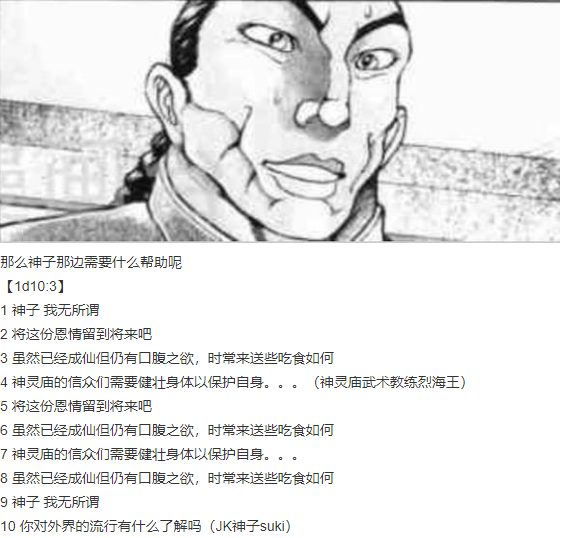 那么神子那边需要什么帮助呢
【1d10:3】
1 神子 我无所谓
2 将这份恩情留到将来吧
3 虽然已经成仙但仍有口腹之欲，时常来送些吃食如何
4 神灵庙的信众们需要健壮身体以保护自身。。。（神灵庙武术教练烈海王）
5 将这份恩情留到将来吧
6 虽然已经成仙但仍有口腹之欲，时常来送些吃食如何
7 神灵庙的信众们需要健壮身体以保护自身。。。
8 虽然已经成仙但仍有口腹之欲，时常来送些吃食如何
9 神子 我无所谓
10 你对外界的流行有什么了解吗（JK神子suki）